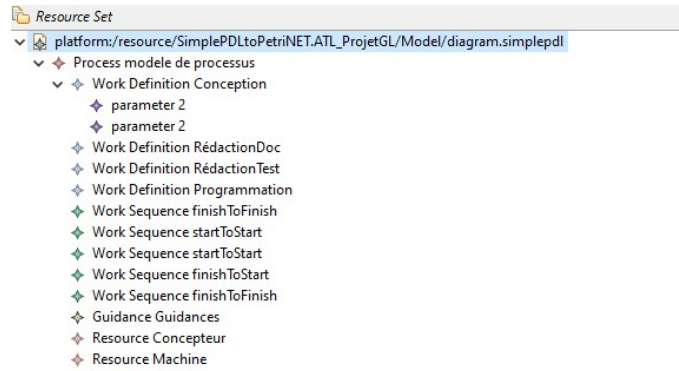 Resource Set
platform:/resource/SimplePDLtoPetriNET.ATL_ProjetGL/Model/diagram.simplepdl
Process modele de processus
Work Definition Conception
parameter 2
parameter 2
Work Definition RédactionDoc
Work Definition RédactionTest
Work Definition Programmation
Work Sequence finishToFinish
Work Sequence startToStart
Work Sequence startToStart
Work Sequence finishToStart
Work Sequence finishToFinish
Guidance Guidances
Resource Concepteur
Resource Machine